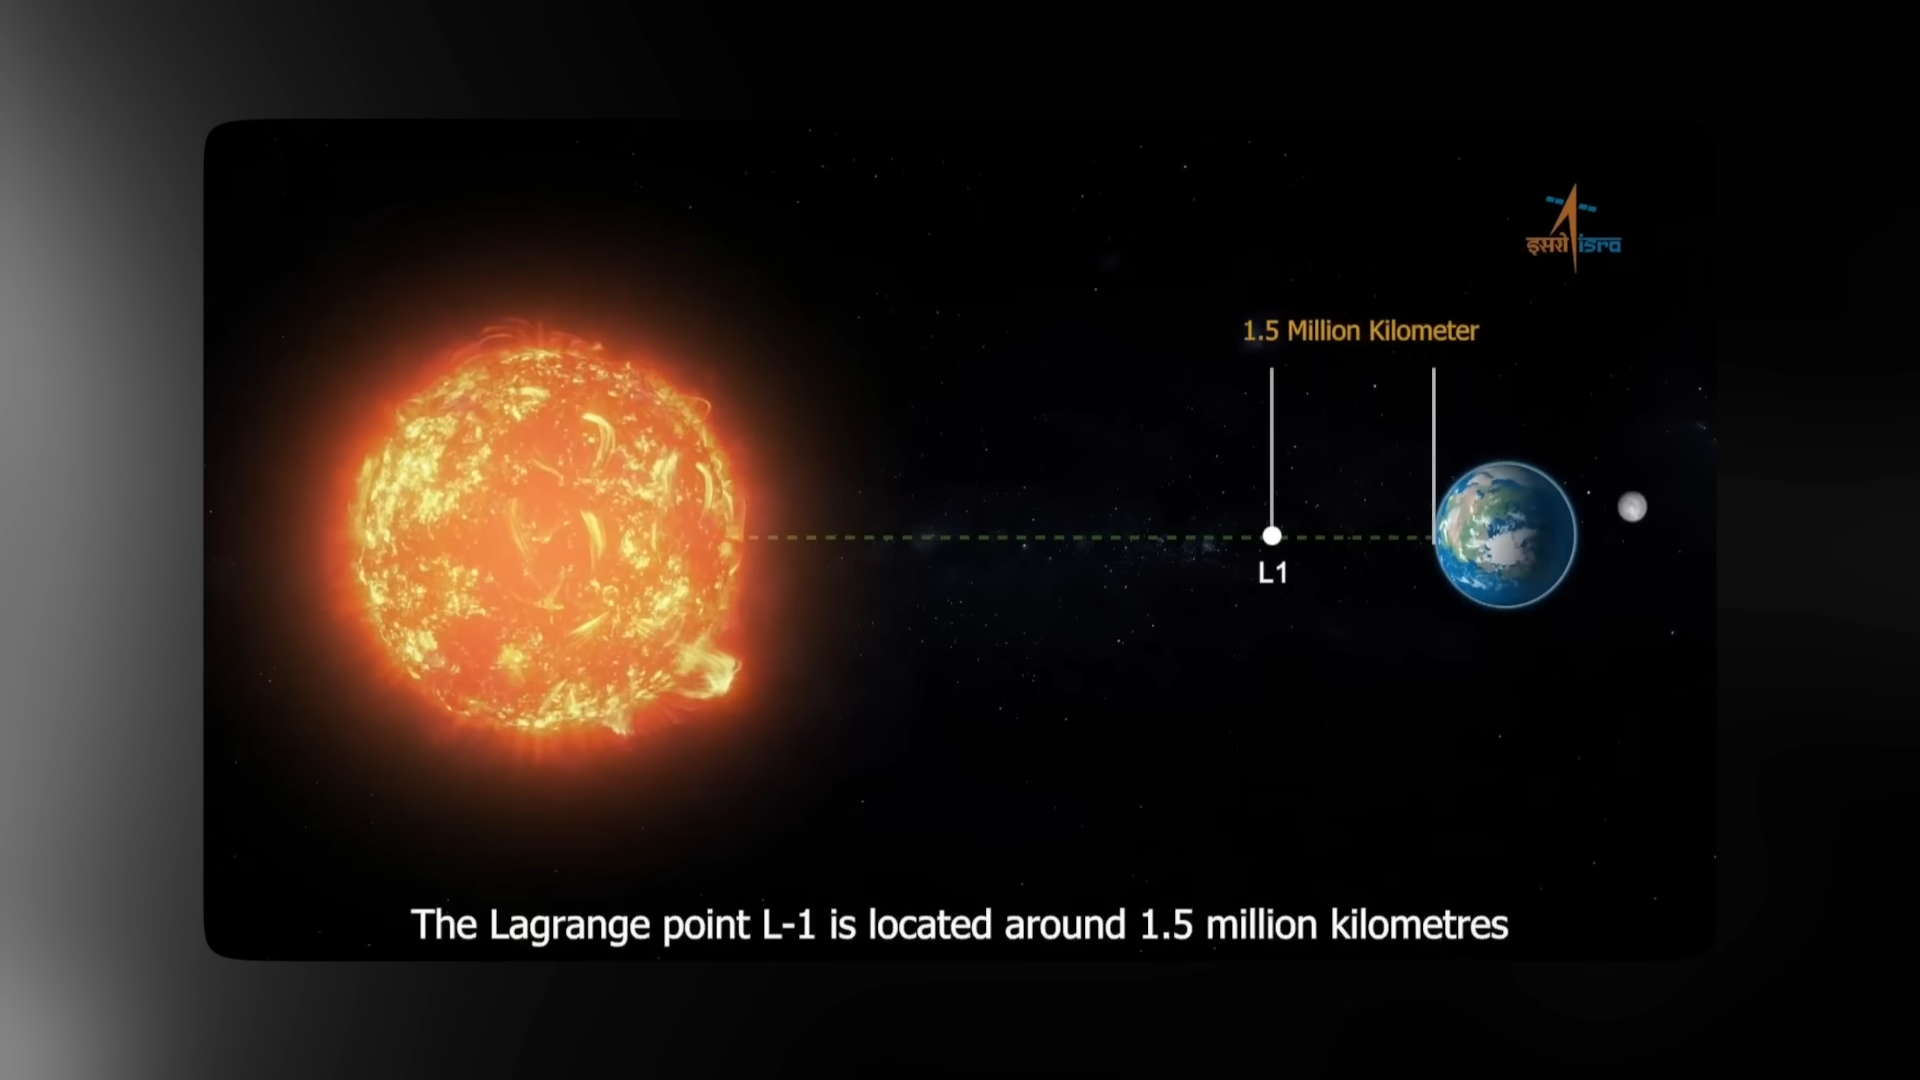 इसरो isro
1.5 Million Kilometer
L1
The Lagrange point L-1 is located around 1.5 million kilometres